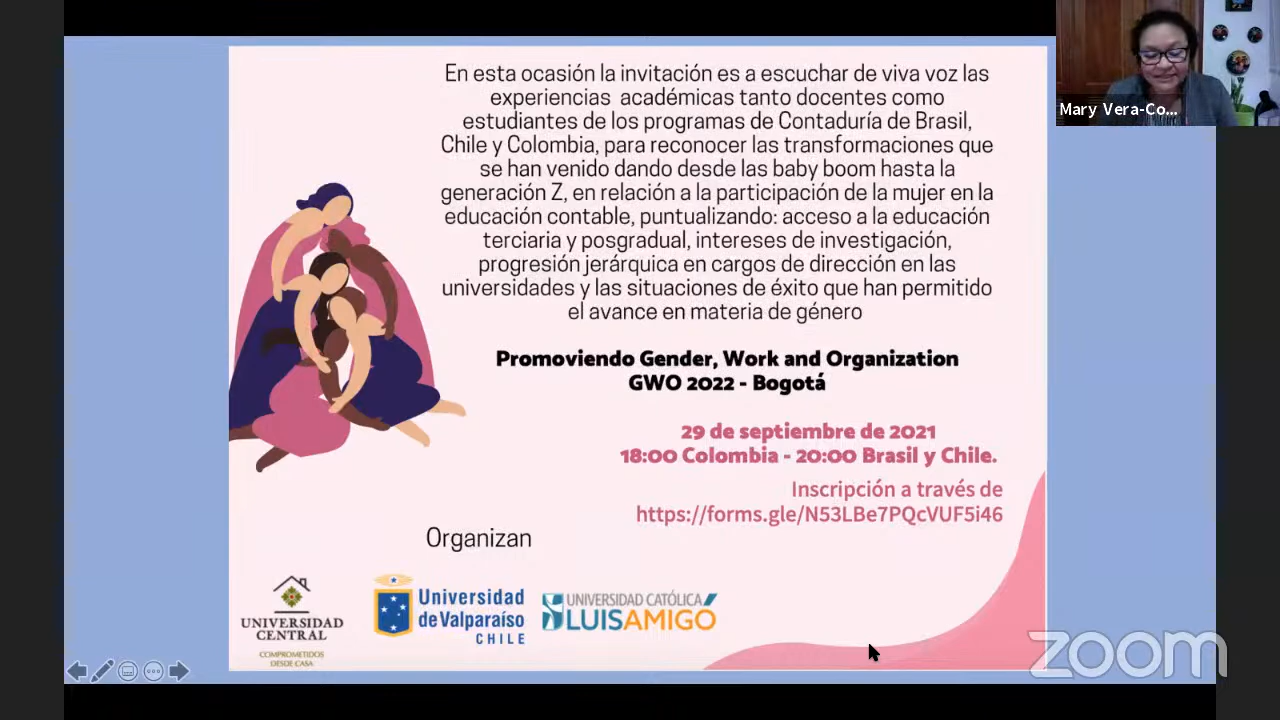 En esta ocasión la invitación es a escuchar de viva voz las
experiencias académicas tanto docentes como
estudiantes de los programas de Contaduría de Brasil,
Chile y Colombia, para reconocer las transformaciones que
se han venido dando desde las baby boom hasta la
generación Z, en relación a la participación de la mujer en la
educación contable, puntualizando: acceso a la educación
terciaria y posgradual, intereses de investigación,
progresión jerárquica en cargos de dirección en las
universidades y las situaciones de éxito que han permitido
el avance en materia de género
Promoviendo Gender, Work and Organization
GWO 2022 - Bogotá
29 de septiembre de 2021
18:00 Colombia - 20:00 Brasil y Chile.
Inscripción a través de
https://forms.gle/N53LBe7PQcVUF5i46
Organizan
UNIVERSIDAD
CENTRAL
COMPROMETIDOS
DESDE CASA
Universidad
de Valparaíso
CHILE
UNIVERSIDAD CATÓLICA
LUISAMIGÓ
Mary Vera-Co...
zoom